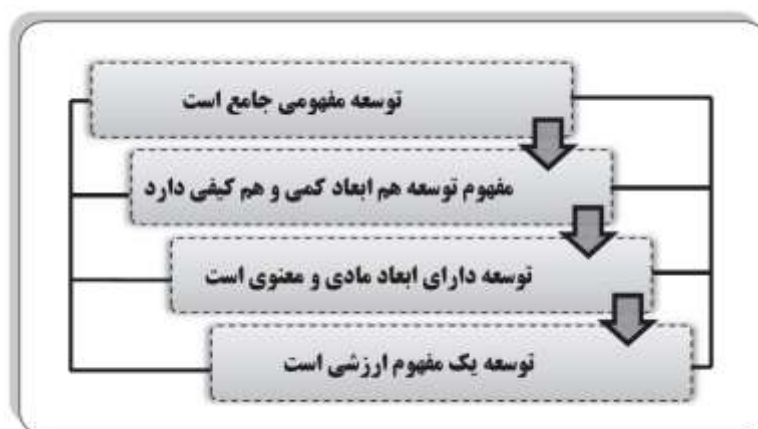 توسعه مفهومی جامع است
مفهوم توسعه هم ابعاد کمی و هم کیفی دارد
توسعه دارای ابعاد مادی و معنوی است
توسعه یک مفهوم ارزشی است